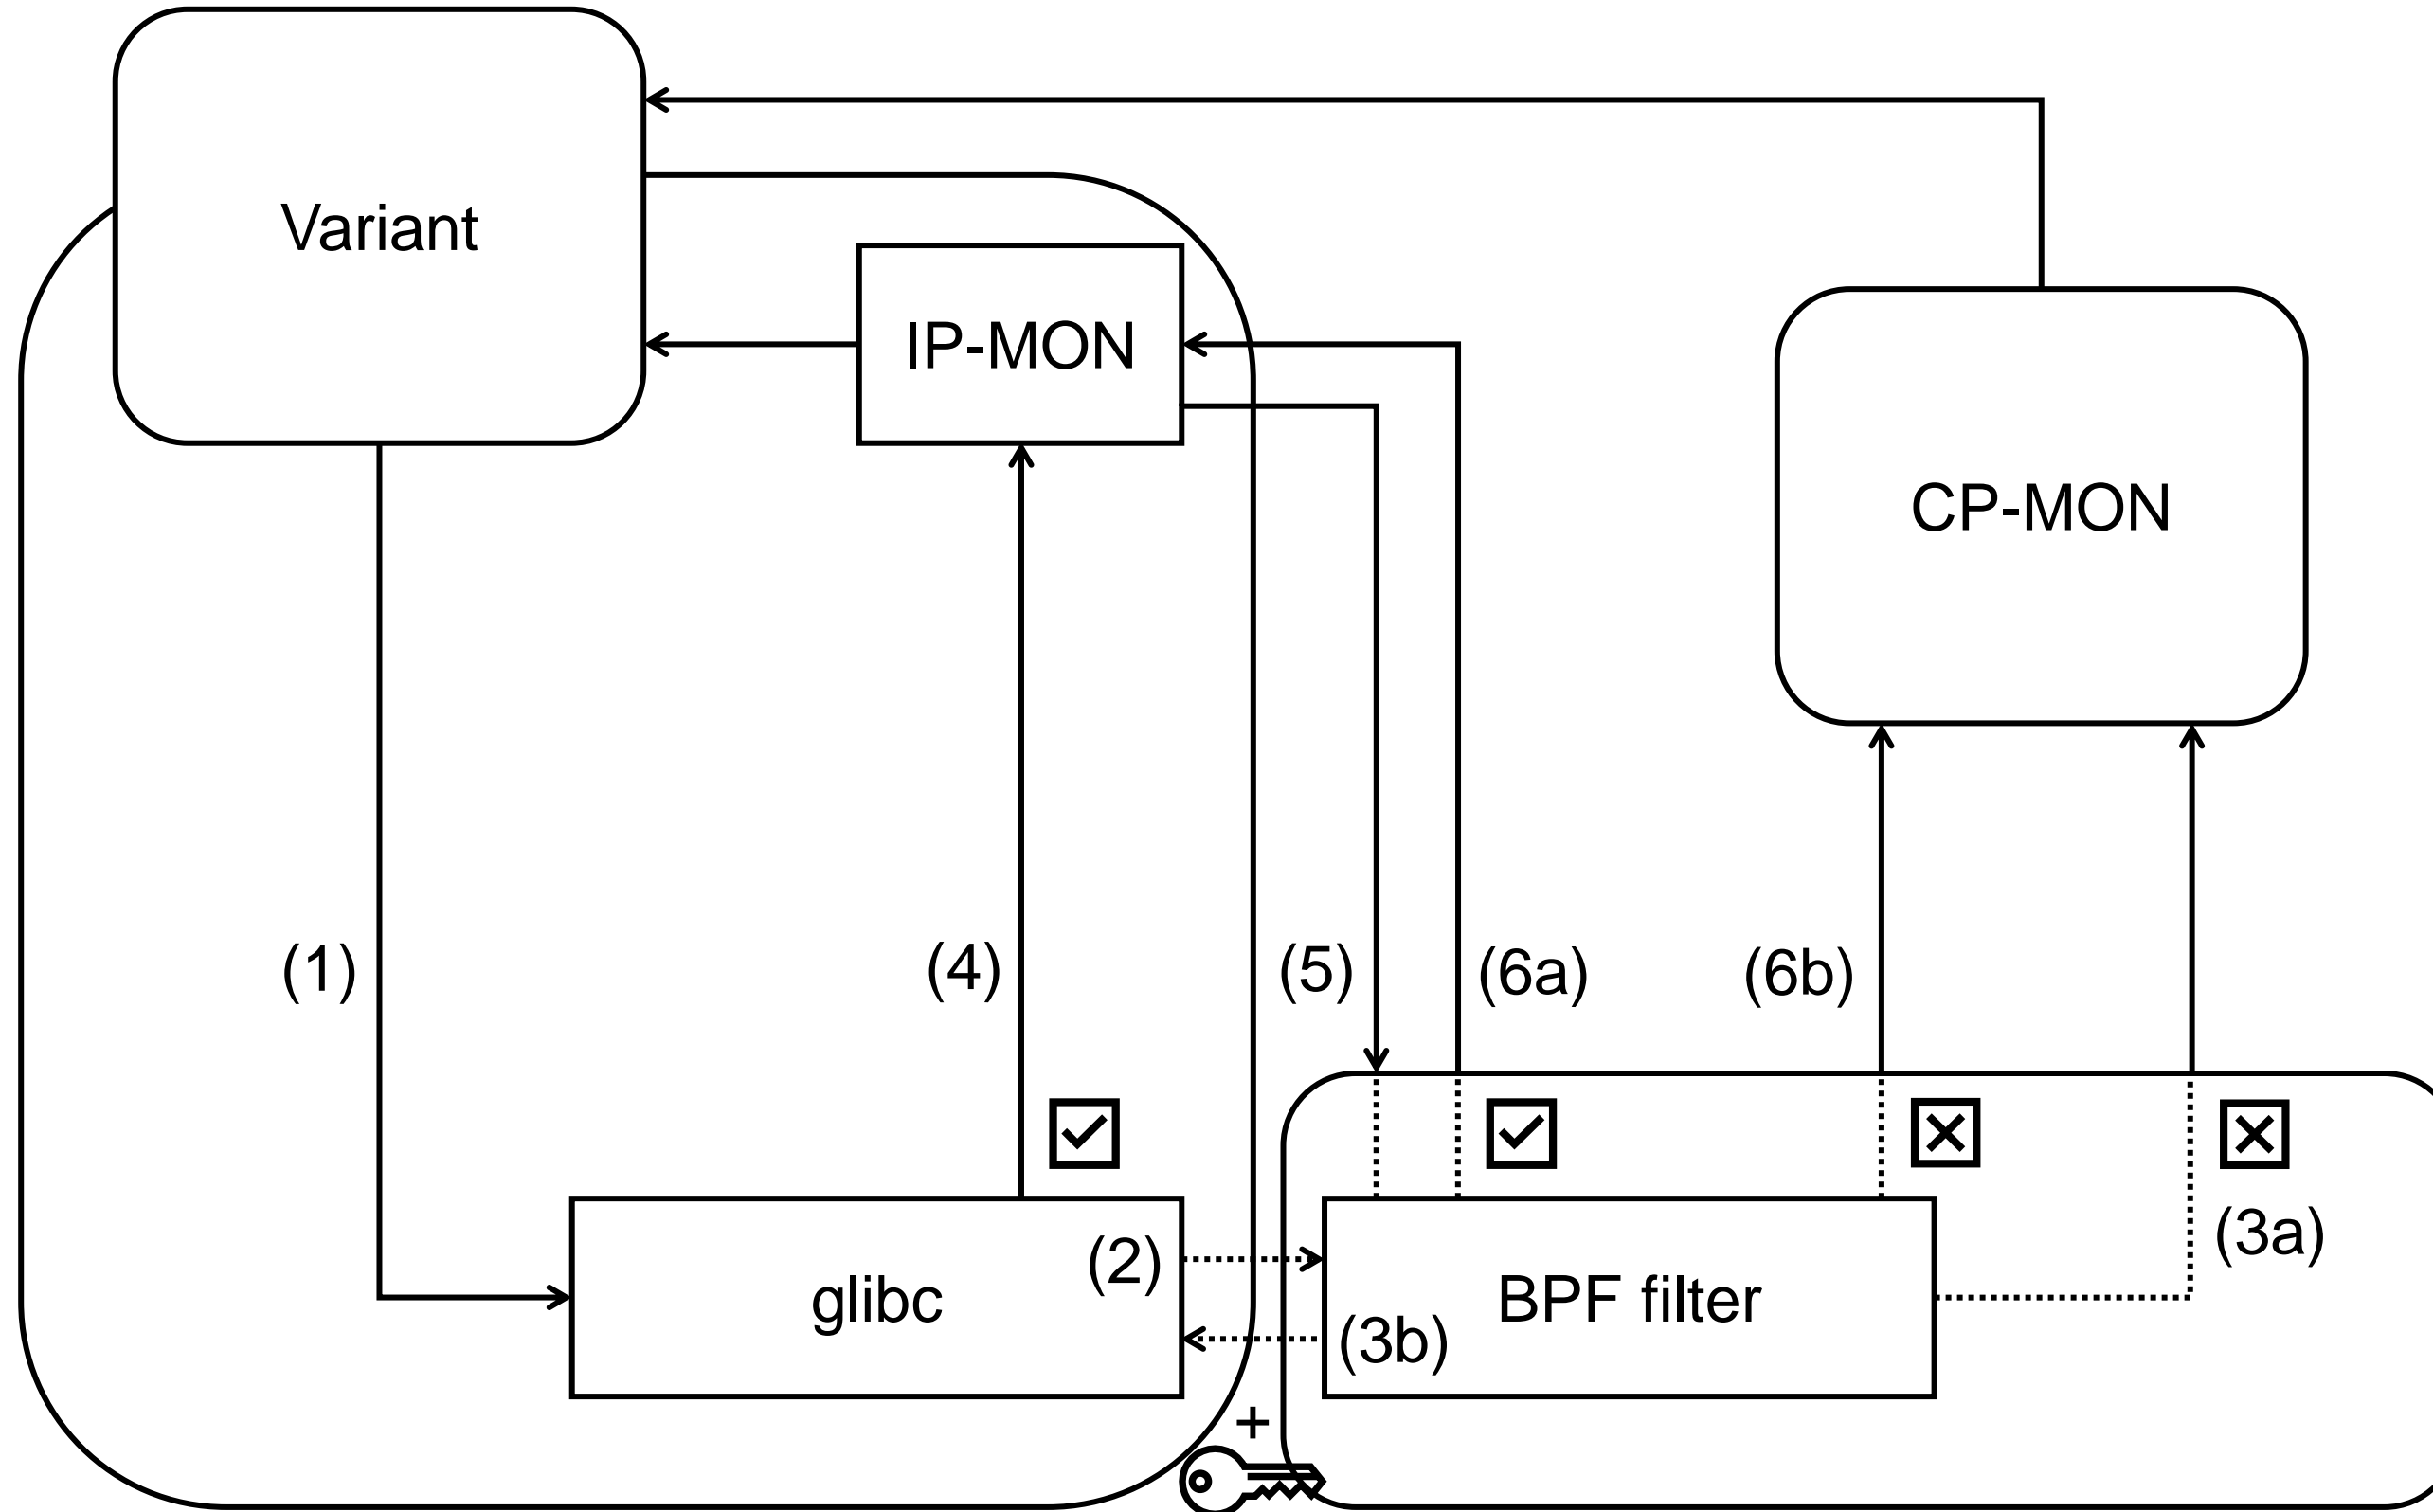 Variant
IP-MON
CP-MON
(1)
(4)
(5)
(6a)
(6b)
(2)
(3a)
glibc
BPF filter
(3b)
+